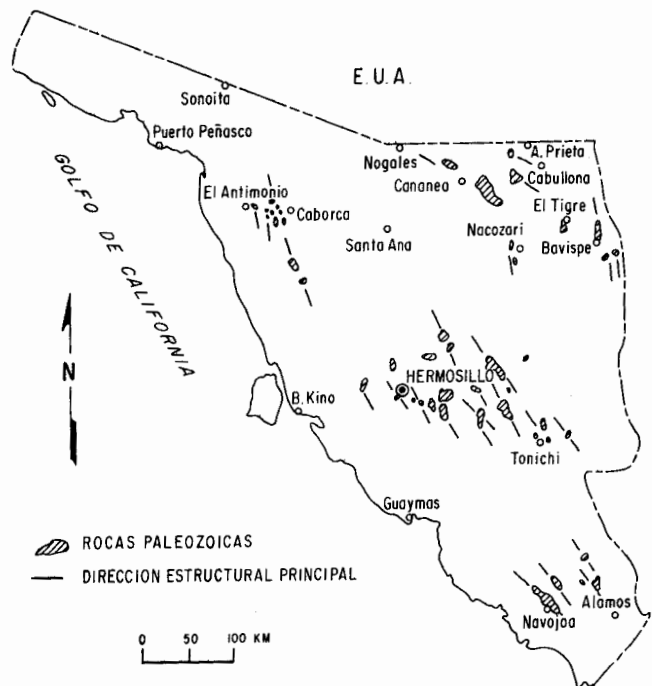 E. U. A.
Sonoita
Puerto Peñasco
Nogales
A. Prieta
Cananea
Cabullona
El Antimonio
Caborca
El Tigre
Santa Ana
Nacozari
Bavispe
GOLFO DE CALIFORNIA
N
HERMOSILLO
B. Kino
Tonichi
Guaymas
ROCAS PALEOZOICAS
DIRECCION ESTRUCTURAL PRINCIPAL
Navojoa
Alamos
0 50 100 KM